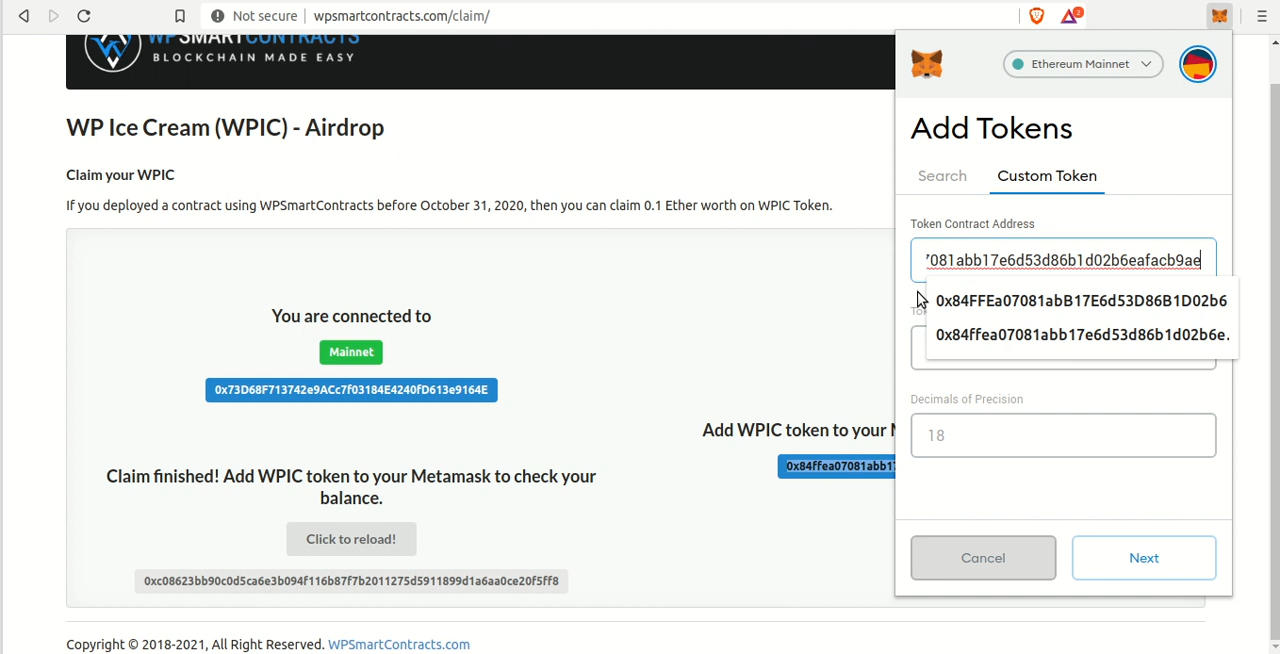 Not secure
wpsmartcontracts.com/claim/
2
WPSMARTCONTRACTS
BLOCKCHAIN MADE EASY
WP Ice Cream (WPIC) - Airdrop
Claim your WPIC
If you deployed a contract using WPSmartContracts before October 31, 2020, then you can claim 0.1 Ether worth on WPIC Token.
You are connected to
Mainnet
0x73D68F713742e9ACc7f03184E4240fD613e9164E
Claim finished! Add WPIC token to your Metamask to check your
balance.
Click to reload!
0xc08623bb90c0d5ca6e3b094f116b87f7b2011275d5911899d1a6aa0ce20f5ff8
Add WPIC token to your
0x84ffea07081abb17
Ethereum Mainnet
Add Tokens
Search
Custom Token
Token Contract Address
7081abb17e6d53d86b1d02b6eafacb9ae
0x84FFEa07081abB17E6d53D86B1D02b6
0x84ffea07081abb17e6d53d86b1d02b6e.
Decimals of Precision
18
Cancel
Next
Copyright © 2018-2021, All Right Reserved. WPSmartContracts.com